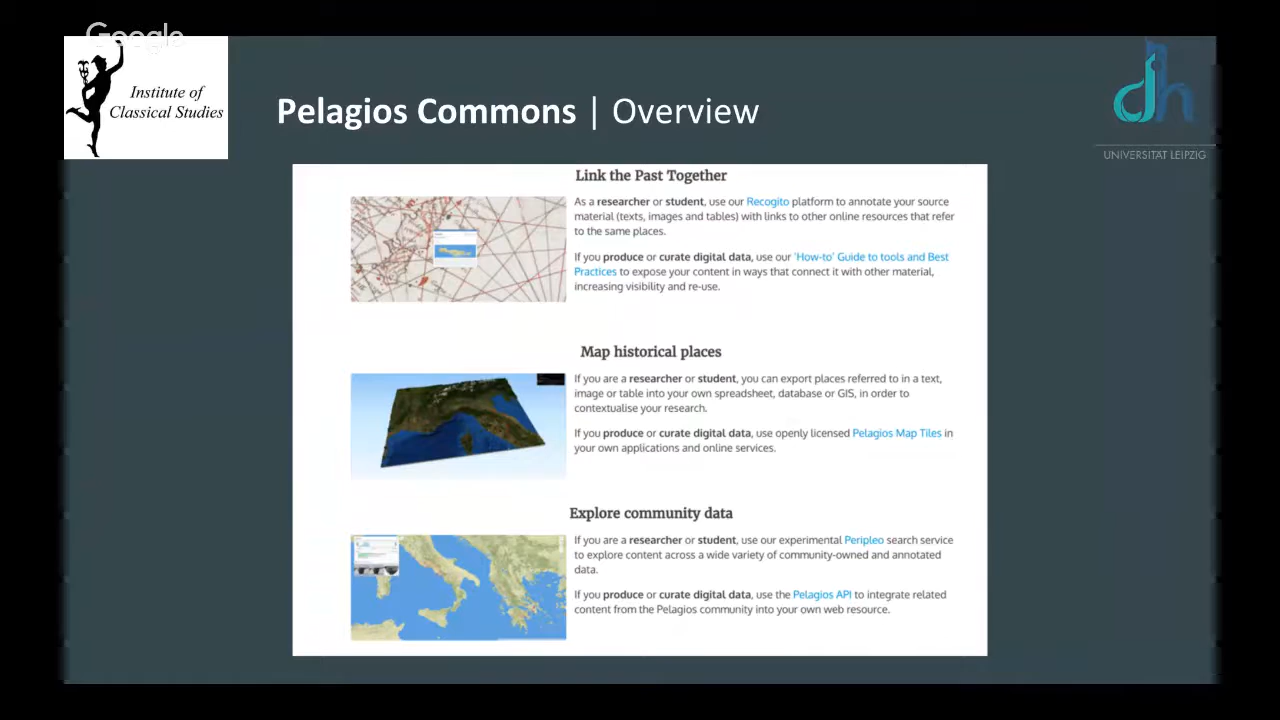 Google
Institute of
Classical Studies
Pelagios Commons | Overview
UNIVERSITÄT LEIPZIG
Link the Past Together
As a researcher or student, use our Recogito platform to annotate your source
material (texts, images and tables) with links to other online resources that refer
to the same places.
If you produce or curate digital data, use our 'How-to' Guide to tools and Best
Practices to expose your content in ways that connect it with other material,
increasing visibility and re-use.
Map historical places
If you are a researcher or student, you can export places referred to in a text,
image or table into your own spreadsheet, database or GIS, in order to
contextualise your research.
If you produce or curate digital data, use openly licensed Pelagios Map Tiles in
your own applications and online services.
Explore community data
If you are a researcher or student, use our experimental Peripleo search service
to explore content across a wide variety of community-owned and annotated
data.
If you produce or curate digital data, use the Pelagios API to integrate related
content from the Pelagios community into your own web resource.